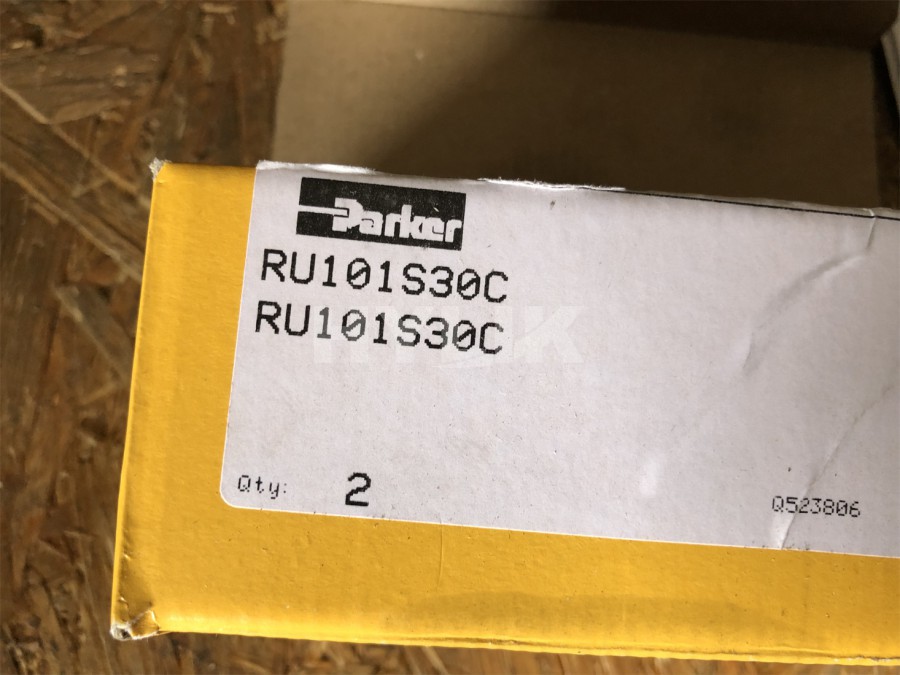 Parker
RU101S30C
RU101S30C
Qty: 2
Q523806